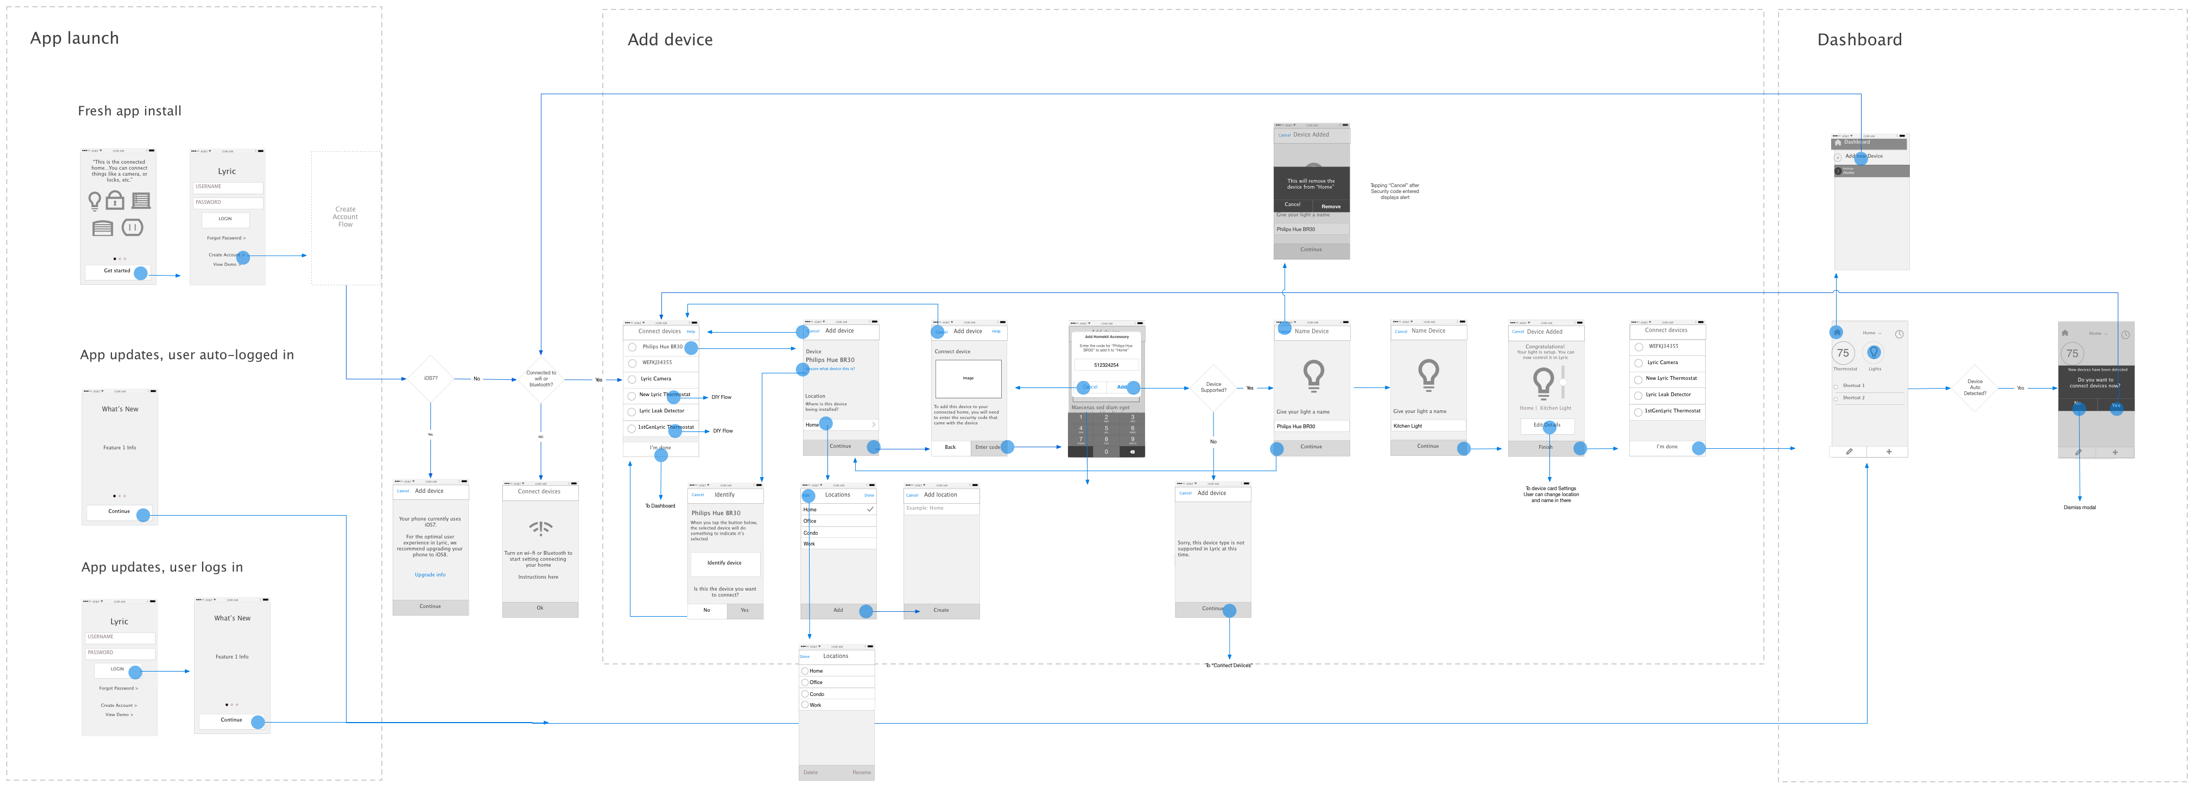 App launch
Add device
Dashboard
Fresh app install
"This is the connected
home...You can connect
things like a camera, or
locks, etc."
Get started
Lyric
USERNAME
PASSWORD
LOGIN
Forgot Password >
Create Account >
View Demo >
Create
Account
Flow
App updates, user auto-logged in
What's New
Feature 1 Info
Continue
App updates, user logs in
Lyric
USERNAME
PASSWORD
LOGIN
Forgot Password >
Create Account >
View Demo >
What's New
Feature 1 Info
Continue
iOS7?
No
Yes
Connected to
wifi or
bluetooth?
Yes
no
Cancel
Add device
Your phone currently uses
iOS7.
For the optimal user
experience in Lyric, we
recommend upgrading your
phone to iOS8.
Upgrade info
Continue
Connect devices
Turn on wi-fi or Bluetooth to
start setting connecting
your home
Instructions here
Ok
Connect devices
Help
Philips Hue BR30
WEFKJ34355
Lyric Camera
New Lyric Thermostat
Lyric Leak Detector
1stGenLyric Thermostat
I'm done
DIY Flow
DIY Flow
To Dashboard
Cancel
Add device
Device
Philips Hue BR30
Unsure what device this is?
Location
Where is this device
being installed?
Home
Continue
Cancel
Identify
Philips Hue BR30
When you tap the button below,
the selected device will do
something to indicate it's
selected
Identify device
Is this the device you want
to connect?
No
Yes
Edit
Locations
Done
Home
Office
Condo
Work
Add
Cancel
Add location
Example: Home
Create
Done
Locations
Home
Office
Condo
Work
Delete
Rename
Cancel
Add device
Help
Connect device
Image
To add this device to your
connected home, you will need
to enter the security code that
came with the device
Back
Enter code
Add HomeKit Accessory
Enter the code for "Philips Hue
BR30" to add it to "Home"
512324254
Cancel
Add
Maecenas sed diam eget
1
2
3
4
5
6
7
8
9
0
Device
Supported?
Yes
No
Cancel
Add device
Sorry, this device type is not
supported in Lyric at this
time.
Continue
To "Connect Devices"
Cancel
Device Added
This will remove the
device from "Home"
Cancel
Remove
Give your light a name
Philips Hue BR30
Continue
Tapping "Cancel" after
Security code entered
displays alert
Name Device
Give your light a name
Philips Hue BR30
Continue
Cancel
Name Device
Give your light a name
Kitchen Light
Continue
Cancel
Device Added
Congratulations!
Your light is setup. You can
now control it in Lyric
Home | Kitchen Light
Edit Details
Finish
To device card Settings
User can change location
and name in there
Connect devices
WEFKJ34355
Lyric Camera
New Lyric Thermostat
Lyric Leak Detector
1stGenLyric Thermostat
I'm done
Dashboard
Add new Device
Home
Home
75
Thermostat
Lights
Shortcut 1
Shortcut 2
+
Device
Auto
Detected?
Yes
Home
75
New devices have been detected
Do you want to
connect devices now?
No
Yes
+
Dismiss modal